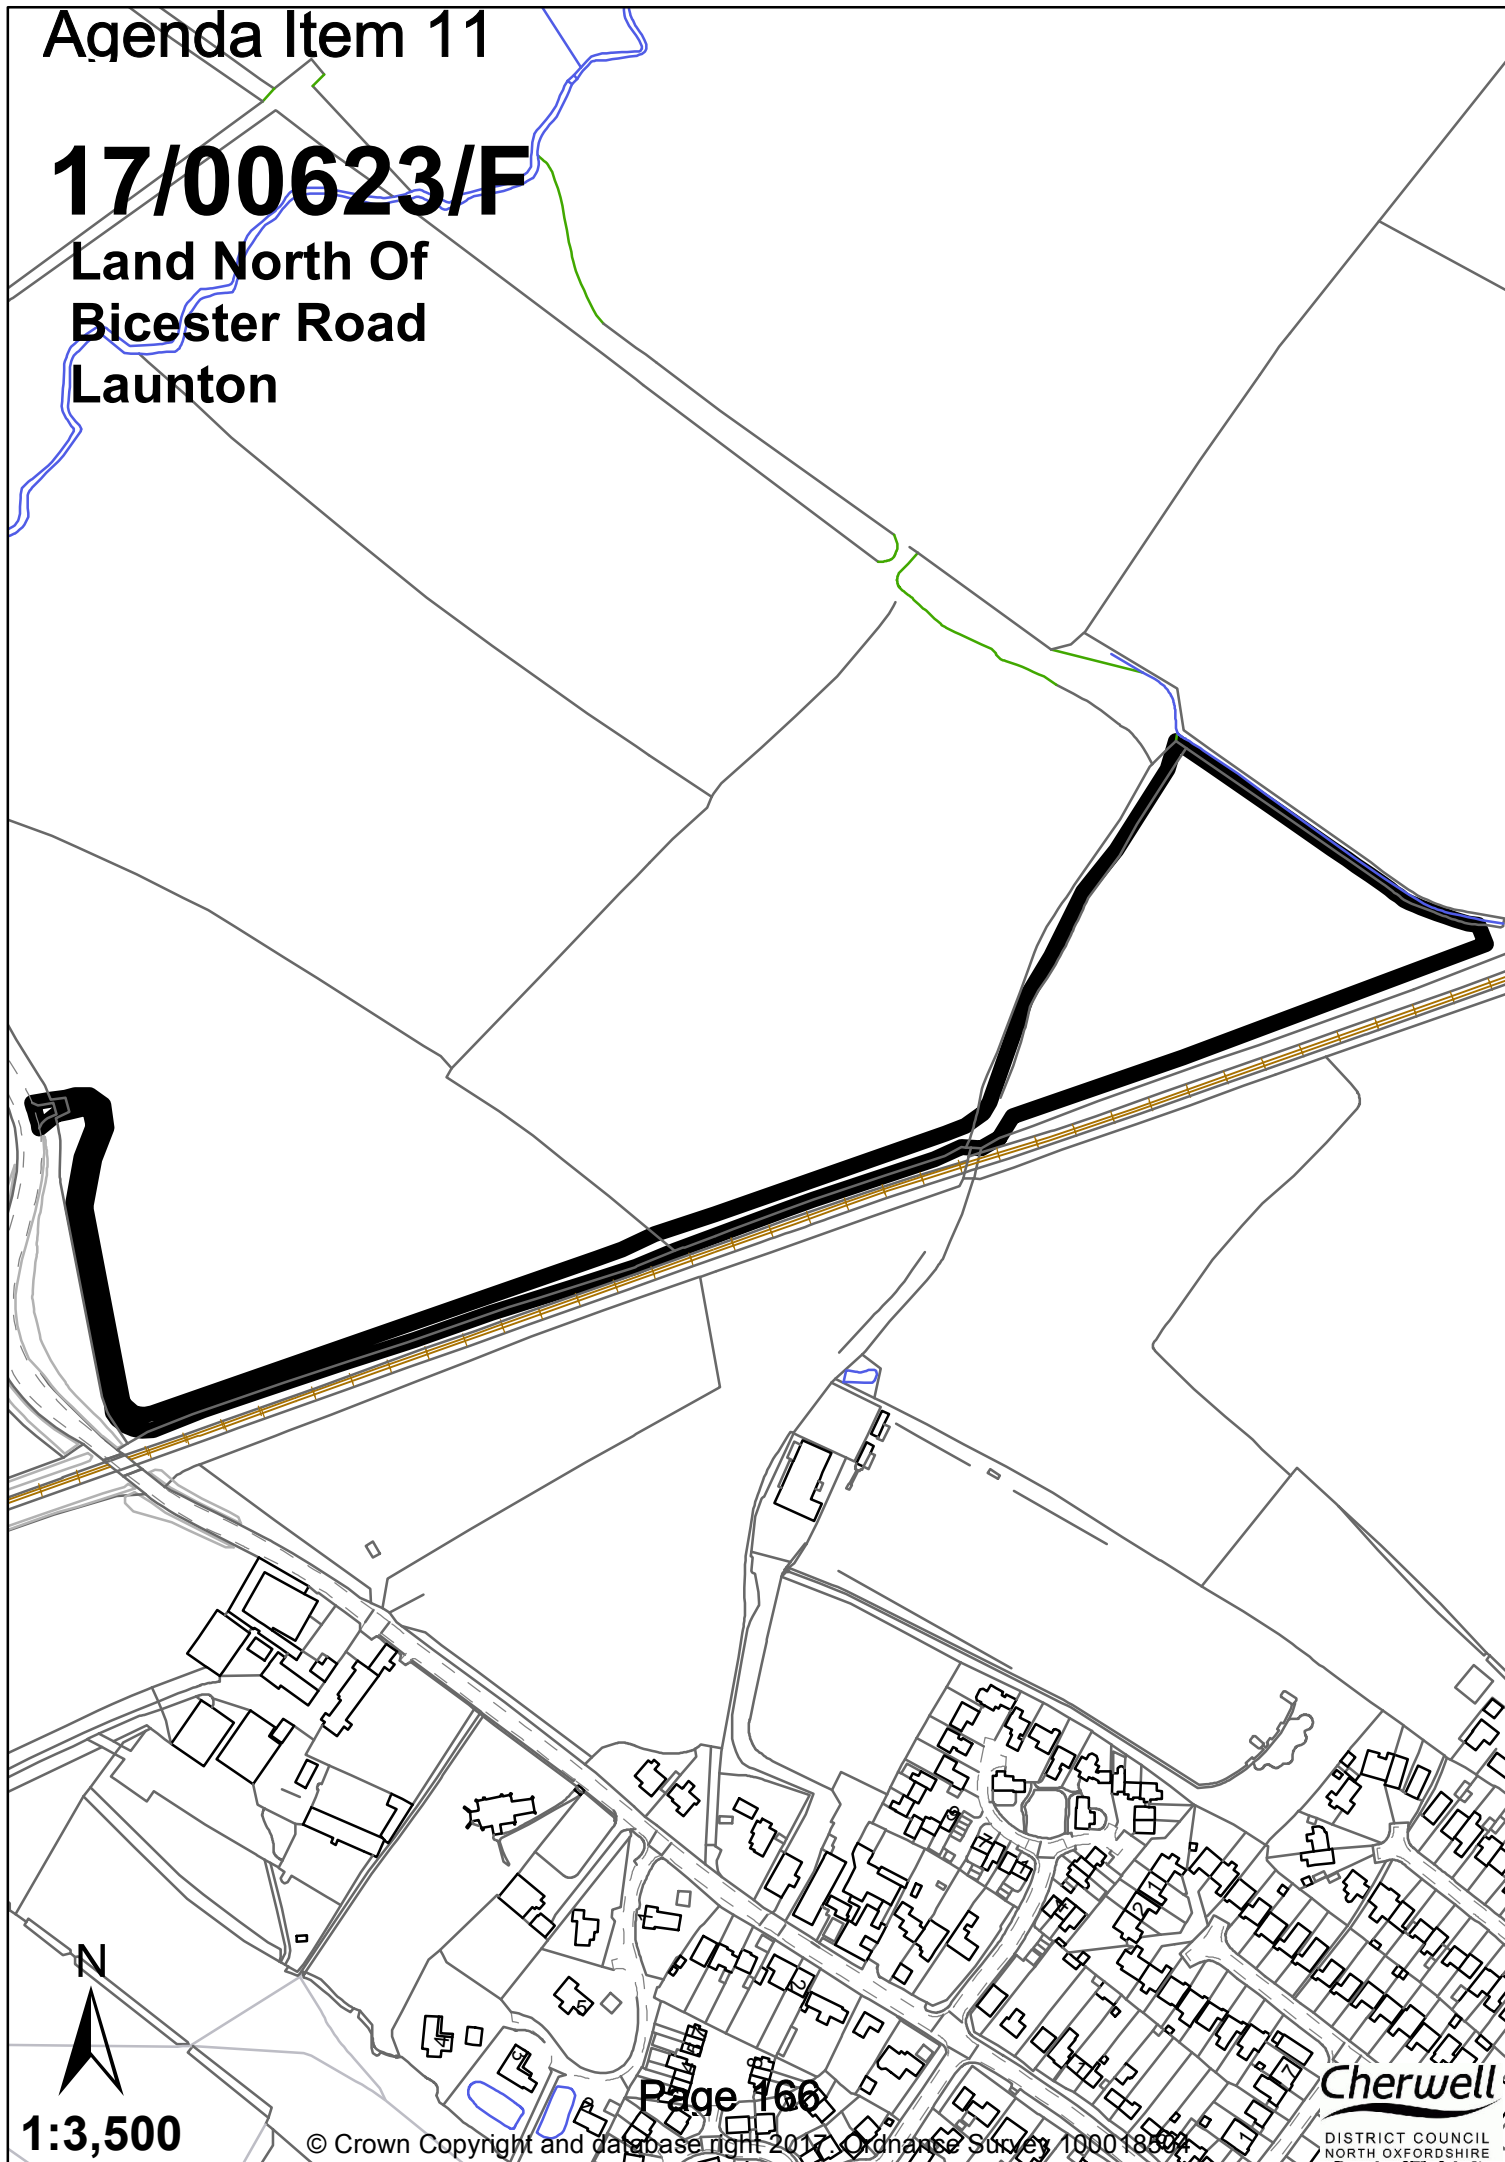 Agenda Item 11
17/00623/F
Land North Of
Bicester Road
Launton
N
1:3,500
Page 166
© Crown Copyright and database right 2017. Ordnance Survey 100018504
Cherwell
DISTRICT COUNCIL
NORTH OXFORDSHIRE